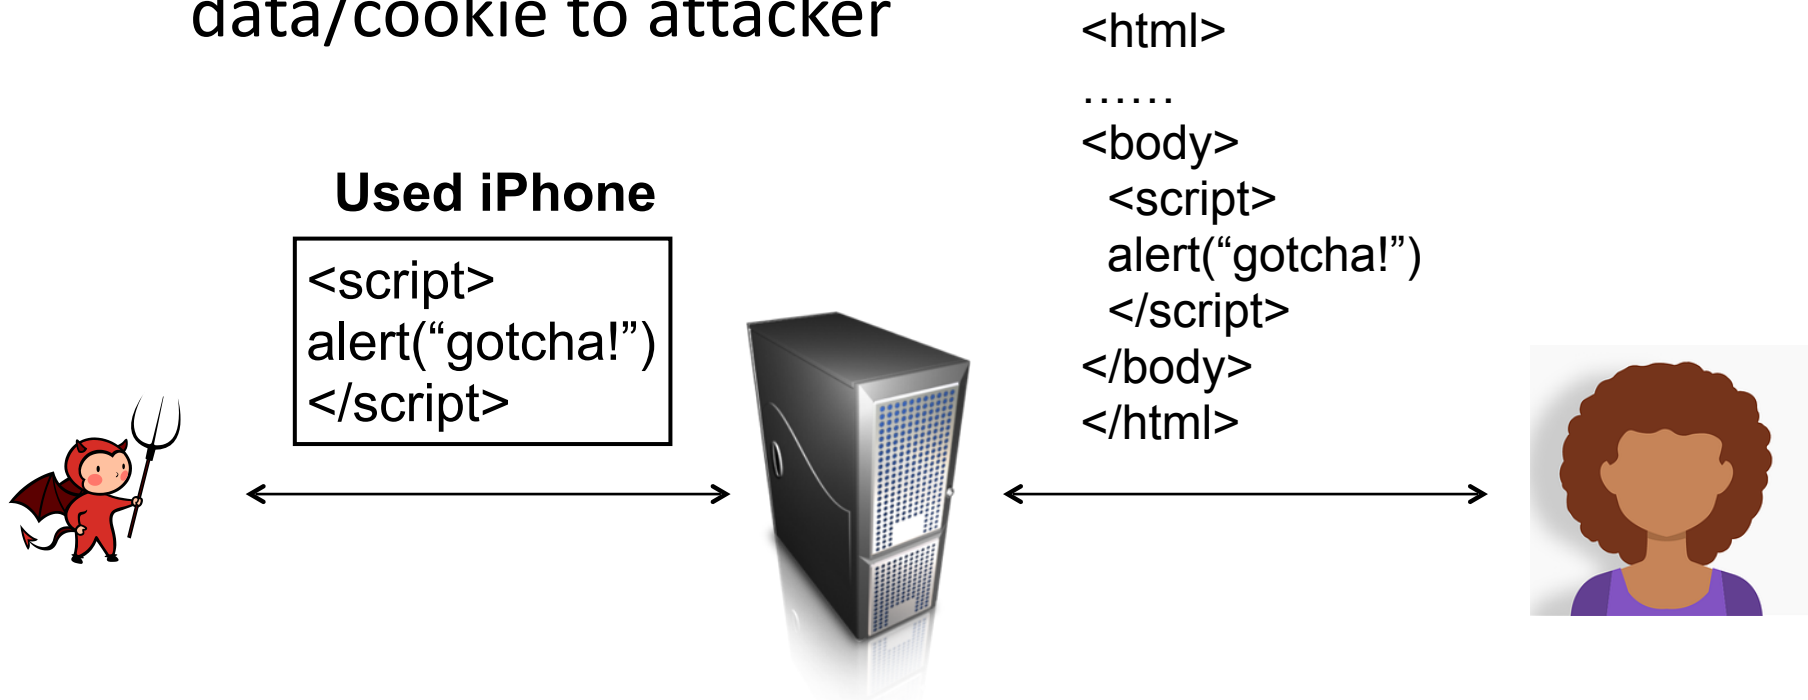 data/cookie to attacker
Used iPhone
<script>
alert(“gotcha!”)
</script>
<html>
……
<body>
<script>
alert(“gotcha!”)
</script>
</body>
</html>